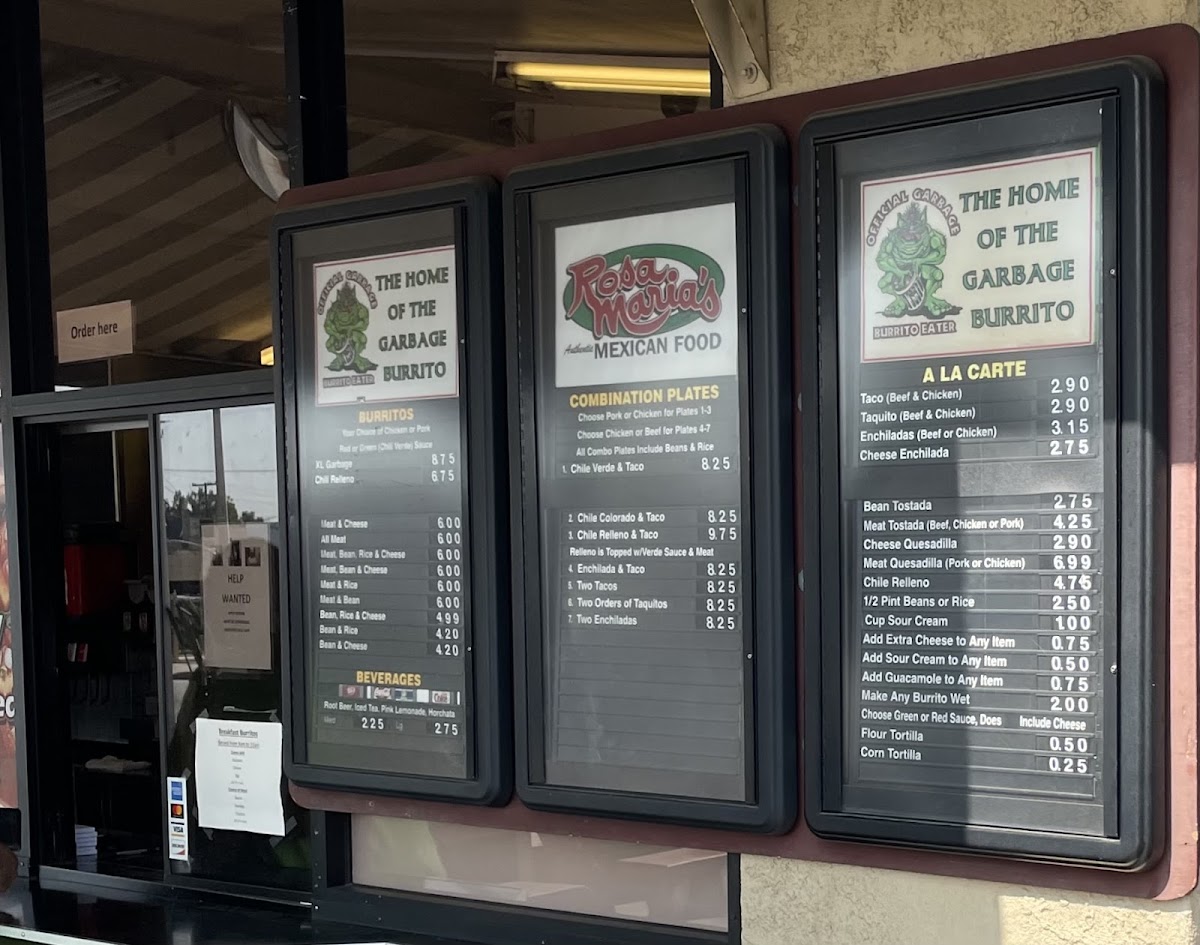 Order here
HELP
WANTED
Breakfast Burritos
VISA
OFFICIAL GARBAGE
BURRITO EATER
THE HOME
OF THE
GARBAGE
BURRITO
BURRITOS
Your Choice of Chicken or Pork
Red or Green (Chili Verde) Sauce
XL Garbage 8.75
Chili Relleno 6.75
Meat & Cheese 6.00
All Meat 6.00
Meat, Bean, Rice & Cheese 6.00
Meat, Bean & Cheese 6.00
Meat & Rice 6.00
Meat & Bean 6.00
Bean, Rice & Cheese 4.99
Bean & Rice 4.20
Bean & Cheese 4.20
BEVERAGES
Root Beer, Iced Tea, Pink Lemonade, Horchata
Med 2.25 Lg 2.75
Rosa
Maria's
Authentic MEXICAN FOOD
COMBINATION PLATES
Choose Pork or Chicken for Plates 1-3
Choose Chicken or Beef for Plates 4-7
All Combo Plates Include Beans & Rice
1. Chile Verde & Taco 8.25
2. Chile Colorado & Taco 8.25
3. Chile Relleno & Taco 9.75
Relleno is Topped w/Verde Sauce & Meat
4. Enchilada & Taco 8.25
5. Two Tacos 8.25
6. Two Orders of Taquitos 8.25
7. Two Enchiladas 8.25
OFFICIAL GARBAGE
BURRITO EATER
THE HOME
OF THE
GARBAGE
BURRITO
A LA CARTE
Taco (Beef & Chicken) 2.90
Taquito (Beef & Chicken) 2.90
Enchiladas (Beef or Chicken) 3.15
Cheese Enchilada 2.75
Bean Tostada 2.75
Meat Tostada (Beef, Chicken or Pork) 4.25
Cheese Quesadilla 2.90
Meat Quesadilla (Pork or Chicken) 6.99
Chile Relleno 4.75
1/2 Pint Beans or Rice 2.50
Cup Sour Cream 1.00
Add Extra Cheese to Any Item 0.75
Add Sour Cream to Any Item 0.50
Add Guacamole to Any Item 0.75
Make Any Burrito Wet 2.00
Choose Green or Red Sauce, Does Include Cheese
Flour Tortilla 0.50
Corn Tortilla 0.25